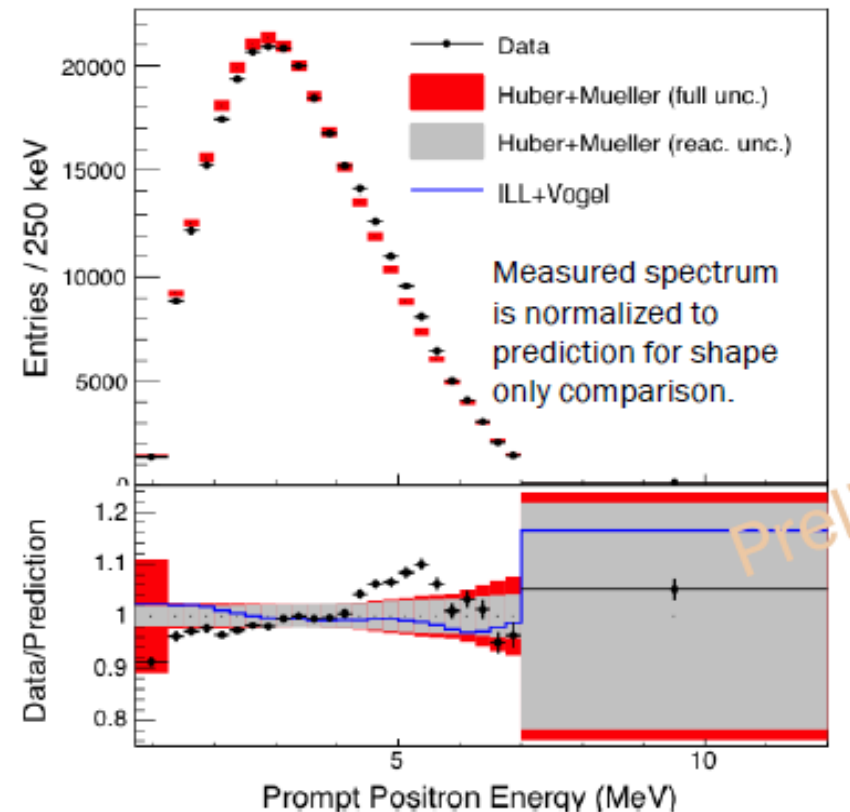 Entries / 250 keV
20000
15000
10000
5000
0
Data
Huber+Mueller (full unc.)
Huber+Mueller (reac. unc.)
ILL+Vogel
Measured spectrum
is normalized to
prediction for shape
only comparison.
Data/Prediction
1.2
1.1
1
0.9
0.8
5
10
Prompt Positron Energy (MeV)